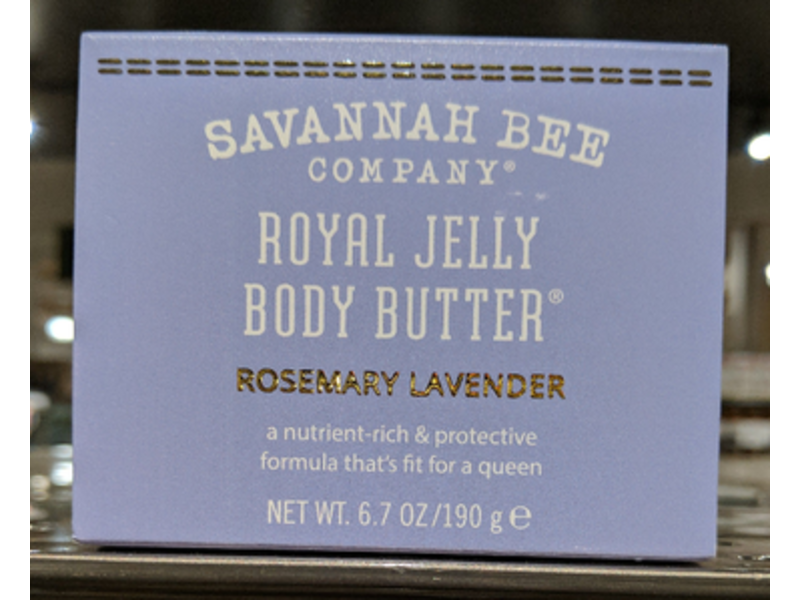 SAVANNAH BEE
COMPANY®
ROYAL JELLY
BODY BUTTER®
ROSEMARY LAVENDER
a nutrient-rich & protective
formula that's fit for a queen
NET WT. 6.7 OZ/190 g ℮